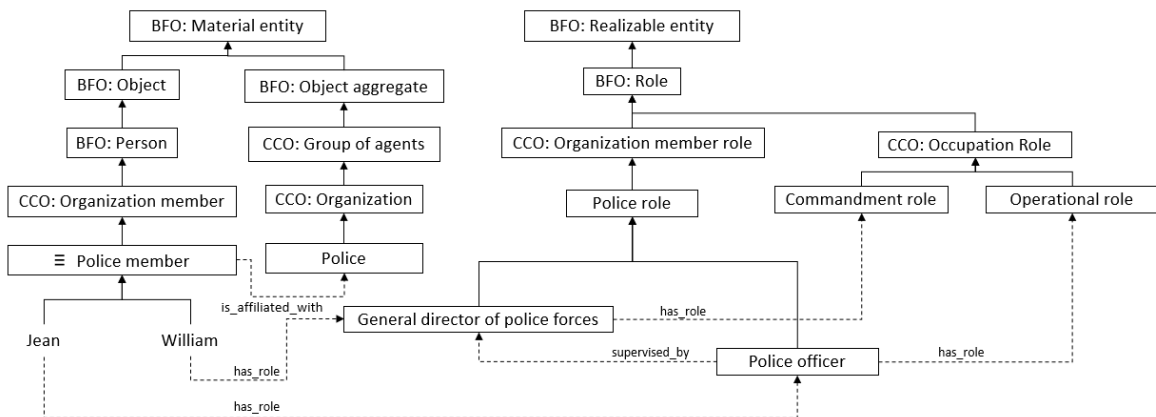 BFO: Material entity
BFO: Realizable entity
BFO: Object
BFO: Object aggregate
BFO: Role
BFO: Person
CCO: Group of agents
CCO: Organization member role
CCO: Occupation Role
CCO: Organization member
CCO: Organization
Police role
Commandment role
Operational role
≡ Police member
Police
is_affiliated_with
General director of police forces
has_role
Jean
William
supervised_by
Police officer
has_role
has_role
has_role